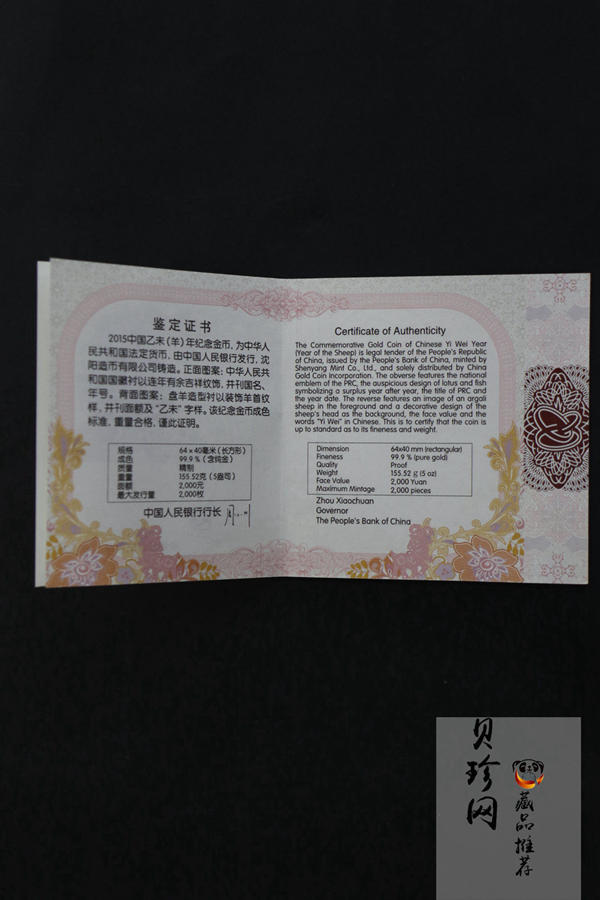 鉴定证书
2015中国乙未(羊)年纪念金币, 为中华人
民共和国法定货币, 由中国人民银行发行, 沈
阳造币有限公司铸造。正面图案: 中华人民共
和国国徽衬以连年有余吉祥纹饰, 并刊国名、
年号。背面图案: 盘羊造型衬以装饰羊首纹
样, 并刊面额及“乙未”字样。该纪念金币成色
标准, 重量合格, 谨此证明。
规格 64×40毫米 (长方形)
成色 99.9% (含纯金)
质量 精制
重量 155.52克 (5盎司)
面额 2,000元
最大发行量 2,000枚
中国人民银行行长
Certificate of Authenticity
The Commemorative Gold Coin of Chinese Yi Wei Year
(Year of the Sheep) is legal tender of the People's Republic
of China, issued by the People's Bank of China, minted by
Shenyang Mint Co., Ltd., and solely distributed by China
Gold Coin Incorporation. The obverse features the national
emblem of the PRC, the auspicious design of lotus and fish
symbolizing a surplus year after year, the title of PRC and
the year date. The reverse features an image of an argali
sheep in the foreground and a decorative design of the
sheep's head as the background, the face value and the
words "Yi Wei" in Chinese. This is to certify that the coin is
up to standard as to its fineness and weight.
Dimension 64x40 mm (rectangular)
Fineness 99.9% (pure gold)
Quality Proof
Weight 155.52 g (5 oz)
Face Value 2,000 Yuan
Maximum Mintage 2,000 pieces
Zhou Xiaochuan
Governor
The People's Bank of China
贝珍网
藏品推荐